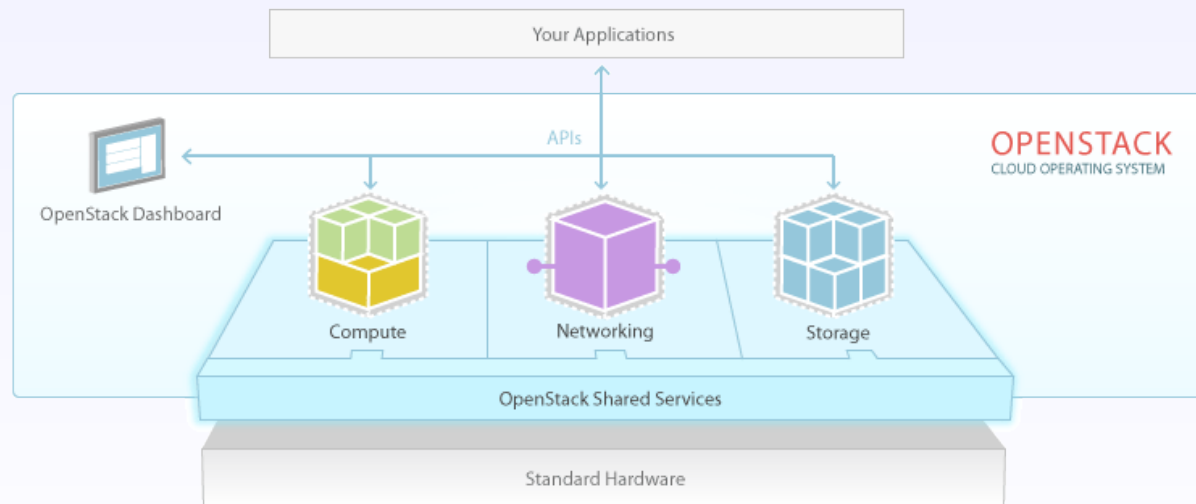 Your Applications
APIs
OPENSTACK
CLOUD OPERATING SYSTEM
OpenStack Dashboard
Compute
Networking
Storage
OpenStack Shared Services
Standard Hardware